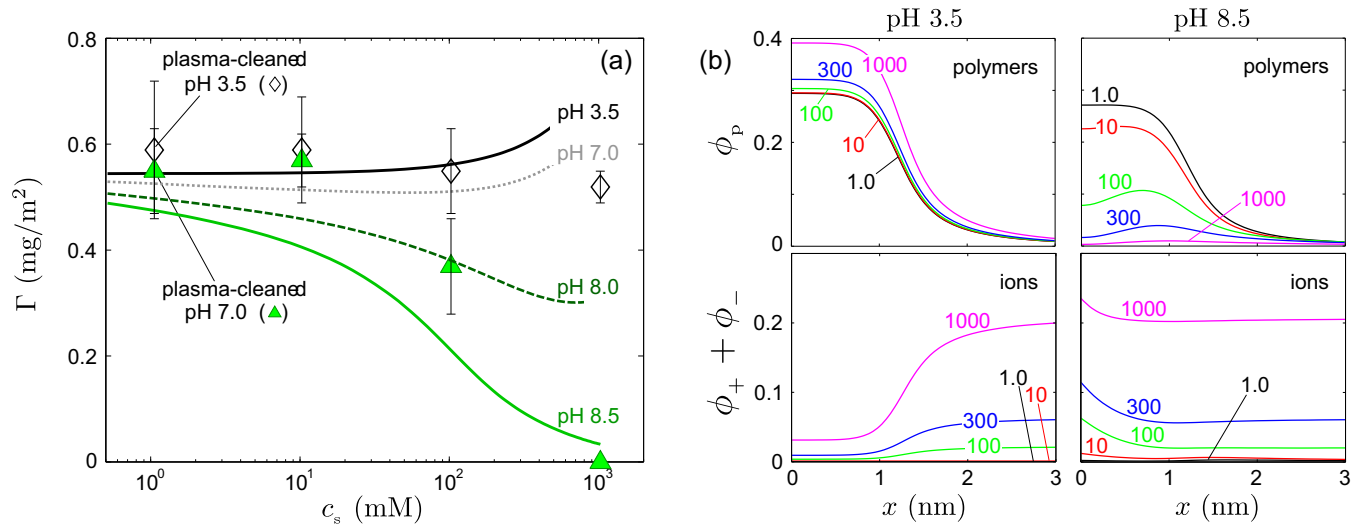 (a)
0.8
0.6
0.4
0.2
0
Γ (mg/m²)
plasma-cleaned
pH 3.5 (◇)
plasma-cleaned
pH 7.0 (▲)
pH 3.5
pH 7.0
pH 8.0
pH 8.5
10⁰ 10¹ 10² 10³
cₛ (mM)
(b)
pH 3.5
pH 8.5
0.4
0.2
0
ϕₚ
polymers
1000
300
100
10
1.0
polymers
1.0
10
100
300
1000
0.2
0.1
0
ϕ₊ + ϕ₋
ions
1000
1.0
10
300
100
ions
1000
300
1.0
100
10
0 1 2 3
0 1 2 3
x (nm)
x (nm)